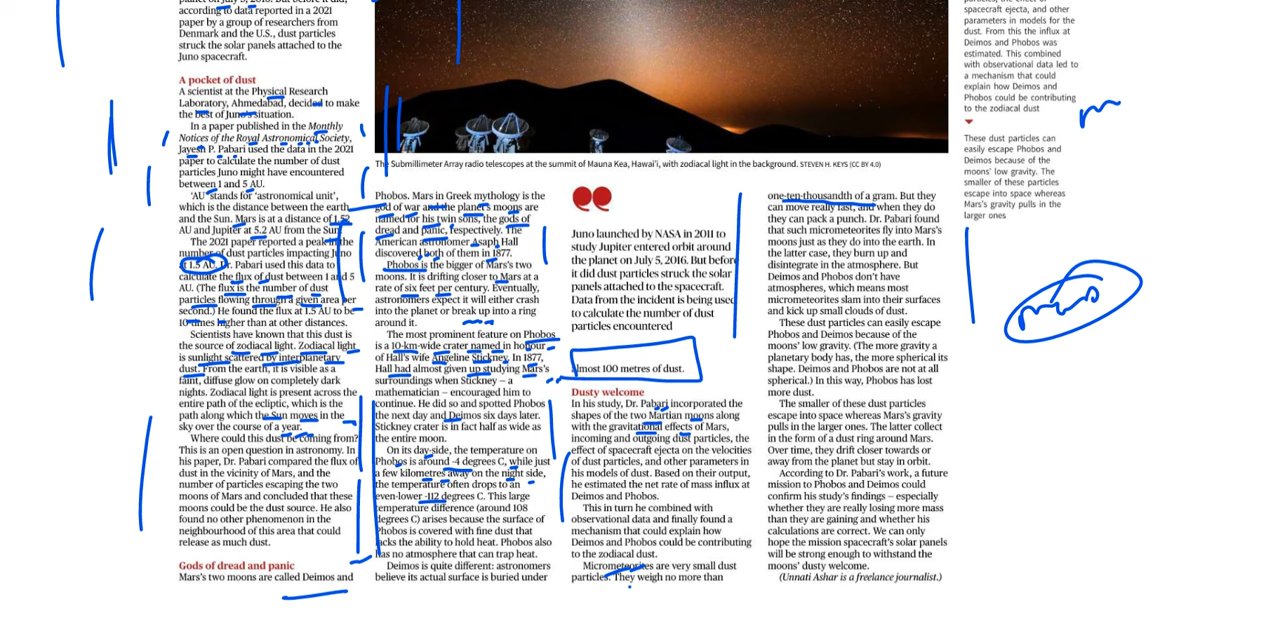 according to data reported in a 2021
paper by a group of researchers from
Denmark and the U.S., dust particles
struck the solar panels attached to the
Juno spacecraft.
A pocket of dust
A scientist at the Physical Research
Laboratory, Ahmedabad, decided to make
the best of Juno's situation.
In a paper published in the Monthly
Notices of the Royal Astronomical Society,
Jayesh P. Pabari used the data in the 2021
paper to calculate the number of dust
particles Juno might have encountered
between 1 and 5 AU.
'AU' stands for 'astronomical unit',
which is the distance between the earth
and the Sun. Mars is at a distance of 1.52
AU and Jupiter at 5.2 AU from the Sun.
The 2021 paper reported a peak in the
number of dust particles impacting Juno
at 1.5 AU. Dr. Pabari used this data to
calculate the flux of dust between 1 and 5
AU. (The flux is the number of dust
particles flowing through a given area per
second.) He found the flux at 1.5 AU to be
10 times higher than at other distances.
Scientists have known that this dust is
the source of zodiacal light. Zodiacal light
is sunlight scattered by interplanetary
dust. From the earth, it is visible as a
faint, diffuse glow on completely dark
nights. Zodiacal light is present across the
entire path of the ecliptic, which is the
path along which the Sun moves in the
sky over the course of a year.
Where could this dust be coming from?
This is an open question in astronomy. In
his paper, Dr. Pabari compared the flux of
dust in the vicinity of Mars, and the
number of particles escaping the two
moons of Mars and concluded that these
moons could be the dust source. He also
found no other phenomenon in the
neighbourhood of this area that could
release as much dust.
Gods of dread and panic
Mars's two moons are called Deimos and
The Submillimeter Array radio telescopes at the summit of Mauna Kea, Hawai'i, with zodiacal light in the background. STEVEN H. KEYS (CC BY 4.0)
Phobos. Mars in Greek mythology is the
god of war and the planet's moons are
named for his twin sons, the gods of
dread and panic, respectively. The
American astronomer Asaph Hall
discovered both of them in 1877.
Phobos is the bigger of Mars's two
moons. It is drifting closer to Mars at a
rate of six feet per century. Eventually,
astronomers expect it will either crash
into the planet or break up into a ring
around it.
The most prominent feature on Phobos
is a 10-km-wide crater named in honour
of Hall's wife Angeline Stickney. In 1877,
Hall had almost given up studying Mars's
surroundings when Stickney – a
mathematician – encouraged him to
continue. He did so and spotted Phobos
the next day and Deimos six days later.
Stickney crater is in fact half as wide as
the entire moon.
On its day-side, the temperature on
Phobos is around -4 degrees C, while just
a few kilometres away on the night side,
the temperature often drops to an
even-lower -112 degrees C. This large
temperature difference (around 108
degrees C) arises because the surface of
Phobos is covered with fine dust that
lacks the ability to hold heat. Phobos also
has no atmosphere that can trap heat.
Deimos is quite different: astronomers
believe its actual surface is buried under
Juno launched by NASA in 2011 to
study Jupiter entered orbit around
the planet on July 5, 2016. But before
it did dust particles struck the solar
panels attached to the spacecraft.
Data from the incident is being used
to calculate the number of dust
particles encountered
almost 100 metres of dust.
Dusty welcome
In his study, Dr. Pabari incorporated the
shapes of the two Martian moons along
with the gravitational effects of Mars,
incoming and outgoing dust particles, the
effect of spacecraft ejecta on the velocities
of dust particles, and other parameters in
his models of dust. Based on their output,
he estimated the net rate of mass influx at
Deimos and Phobos.
This in turn he combined with
observational data and finally found a
mechanism that could explain how
Deimos and Phobos could be contributing
to the zodiacal dust.
Micrometeorites are very small dust
particles. They weigh no more than
one-ten-thousandth of a gram. But they
can move really fast, and when they do
they can pack a punch. Dr. Pabari found
that such micrometeorites fly into Mars's
moons just as they do into the earth. In
the latter case, they burn up and
disintegrate in the atmosphere. But
Deimos and Phobos don't have
atmospheres, which means most
micrometeorites slam into their surfaces
and kick up small clouds of dust.
These dust particles can easily escape
Phobos and Deimos because of the
moons' low gravity. (The more gravity a
planetary body has, the more spherical its
shape. Deimos and Phobos are not at all
spherical.) In this way, Phobos has lost
more dust.
The smaller of these dust particles
escape into space whereas Mars's gravity
pulls in the larger ones. The latter collect
in the form of a dust ring around Mars.
Over time, they drift closer towards or
away from the planet but stay in orbit.
According to Dr. Pabari's work, a future
mission to Phobos and Deimos could
confirm his study's findings – especially
whether they are really losing more mass
than they are gaining and whether his
calculations are correct. We can only
hope the mission spacecraft's solar panels
will be strong enough to withstand the
moons' dusty welcome.
(Unnati Ashar is a freelance journalist.)
spacecraft ejecta, and other
parameters in models for the
dust. From this the influx at
Deimos and Phobos was
estimated. This combined
with observational data led to
a mechanism that could
explain how Deimos and
Phobos could be contributing
to the zodiacal dust
These dust particles can
easily escape Phobos and
Deimos because of the
moons' low gravity. The
smaller of these particles
escape into space whereas
Mars's gravity pulls in the
larger ones